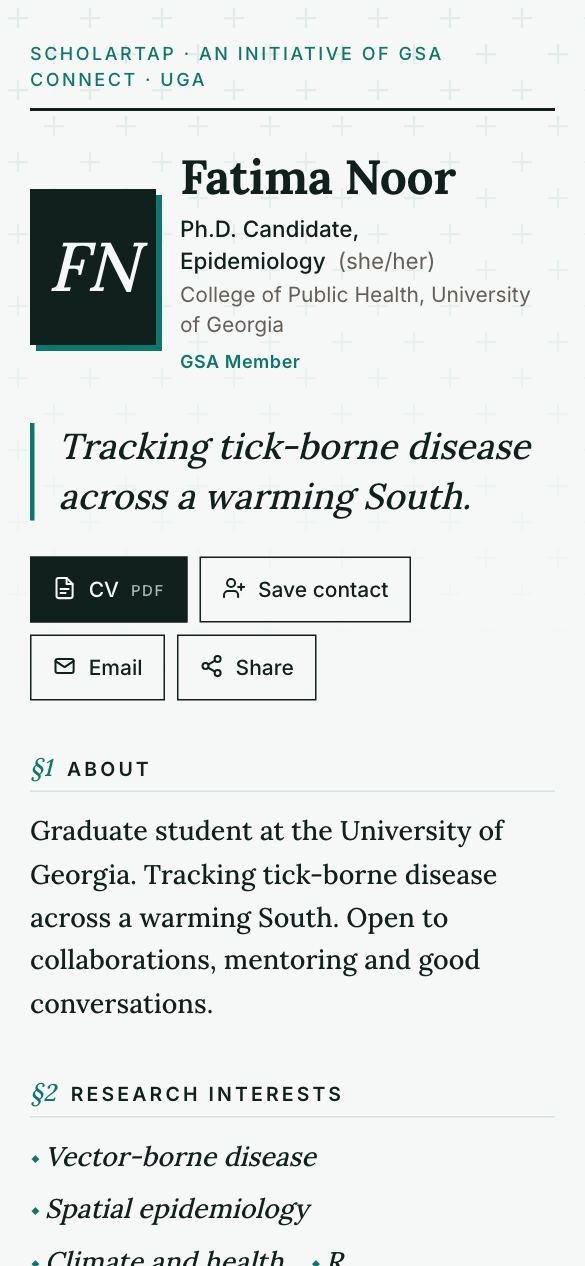 SCHOLARTAP · AN INITIATIVE OF GSA
CONNECT · UGA
FN
Fatima Noor
Ph.D. Candidate,
Epidemiology (she/her)
College of Public Health, University
of Georgia
GSA Member
Tracking tick-borne disease
across a warming South.
CV PDF
Save contact
Email
Share
§1 ABOUT
Graduate student at the University of
Georgia. Tracking tick-borne disease
across a warming South. Open to
collaborations, mentoring and good
conversations.
§2 RESEARCH INTERESTS
Vector-borne disease
Spatial epidemiology
Climate and health
R